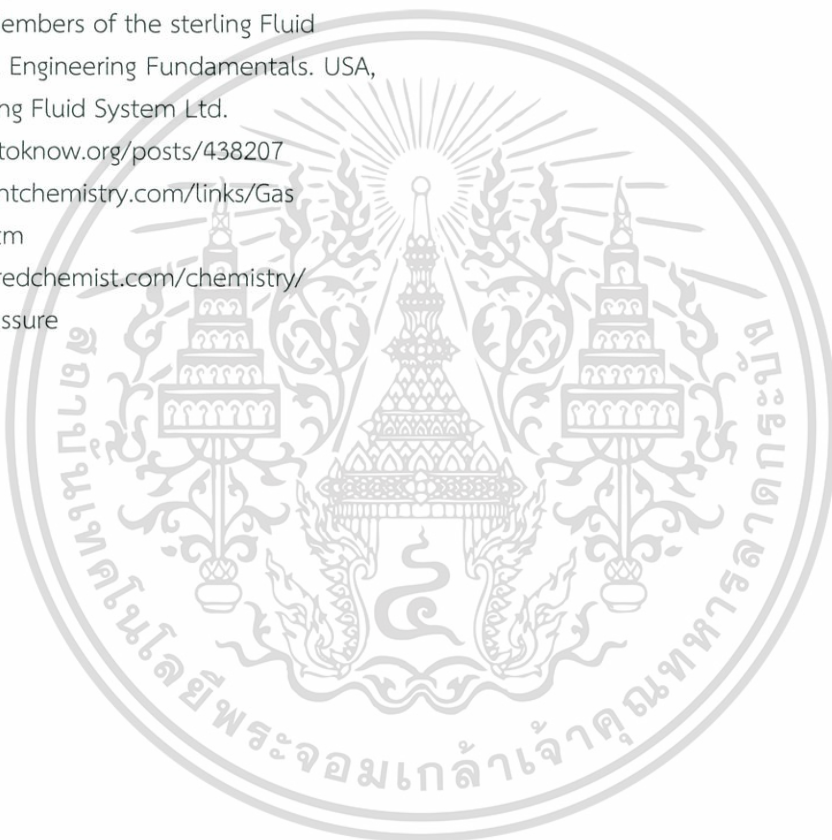 embers of the sterling Fluid
Engineering Fundamentals. USA,
ng Fluid System Ltd.
toknow.org/posts/438207
ntchemistry.com/links/Gas
tm
redchemist.com/chemistry/
ssure
สถาบันเทคโนโลยีพระจอมเกล้าเจ้าคุณทหารลาดกระบัง
๔